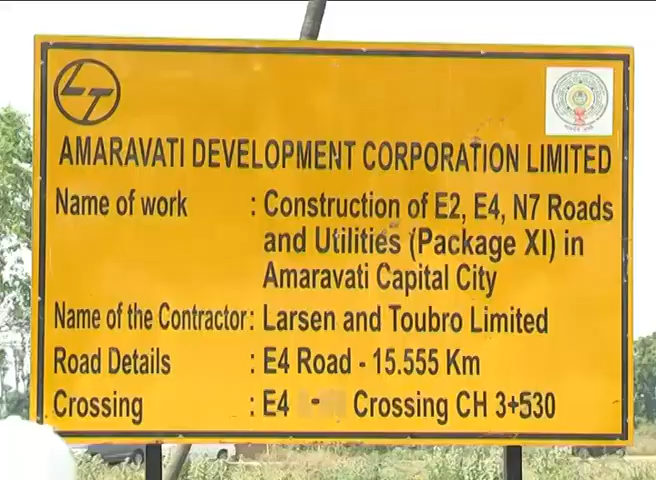 LT
AMARAVATI DEVELOPMENT CORPORATION LIMITED
Name of work : Construction of E2, E4, N7 Roads
and Utilities (Package XI) in
Amaravati Capital City
Name of the Contractor : Larsen and Toubro Limited
Road Details : E4 Road - 15.555 Km
Crossing : E4 - Crossing CH 3+530